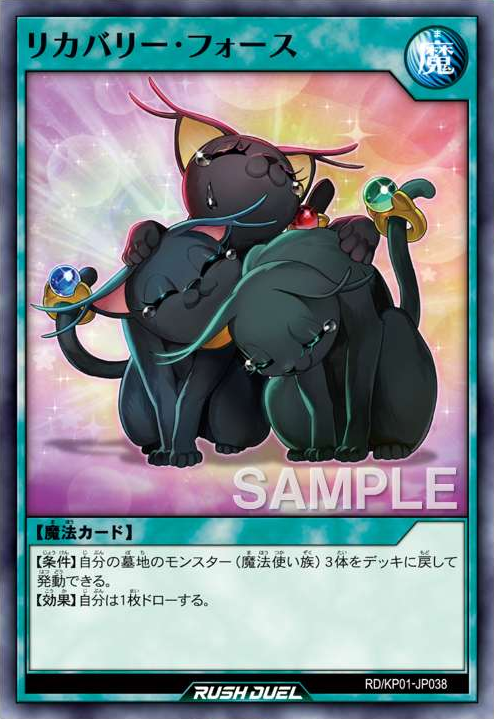 リカバリー・フォース
魔
ま
SAMPLE
【魔法カード】
【条件】自分の墓地のモンスター(魔法使い族)3体をデッキに戻して
発動できる。
【効果】自分は1枚ドローする。
RD/KP01-JP038
RUSH DUEL